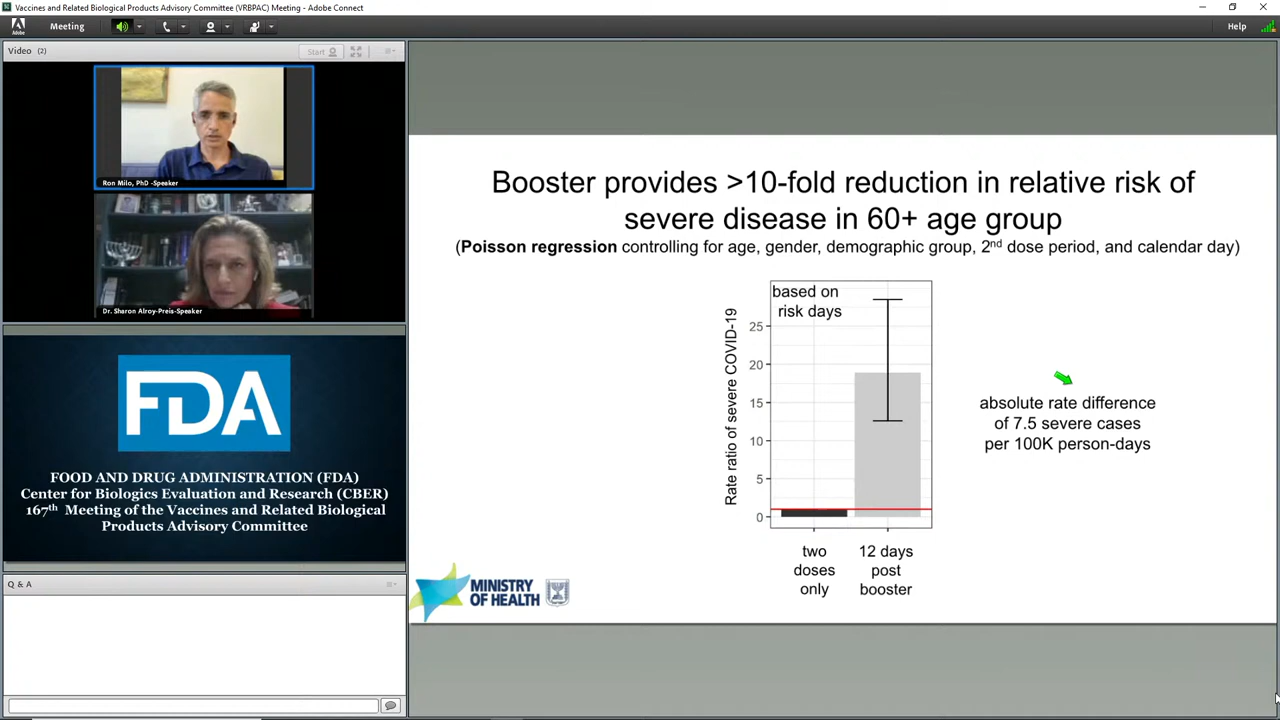 Vaccines and Related Biological Products Advisory Committee (VRBPAC) Meeting - Adobe Connect
Meeting
Help
Video (2)
Start
Ron Milo, PhD -Speaker
Dr. Sharon Alroy-Preis-Speaker
FDA
FOOD AND DRUG ADMINISTRATION (FDA)
Center for Biologics Evaluation and Research (CBER)
167th Meeting of the Vaccines and Related Biological
Products Advisory Committee
Q & A
Booster provides >10-fold reduction in relative risk of
severe disease in 60+ age group
(Poisson regression controlling for age, gender, demographic group, 2nd dose period, and calendar day)
Rate ratio of severe COVID-19
based on
risk days
25
20
15
10
5
0
two
doses
only
12 days
post
booster
absolute rate difference
of 7.5 severe cases
per 100K person-days
MINISTRY
OF HEALTH